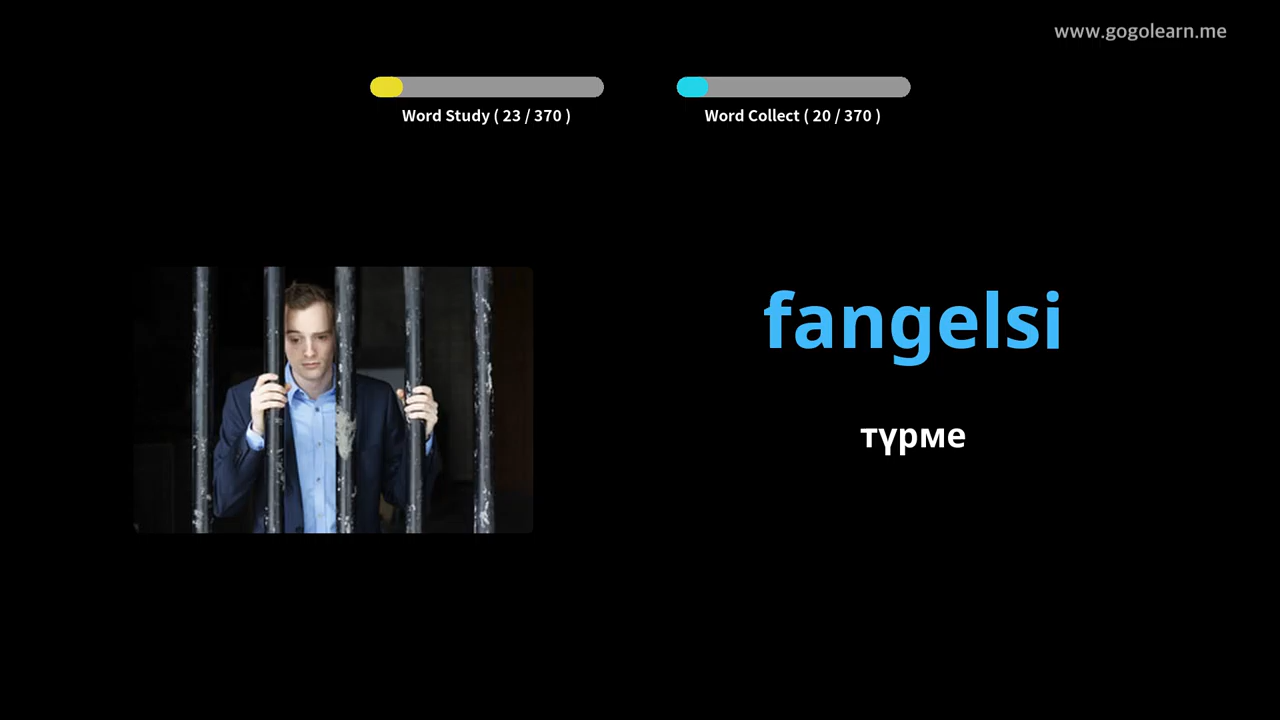 www.gogolearn.me
Word Study ( 23 / 370 )
Word Collect ( 20 / 370 )
fangelsi
түрме